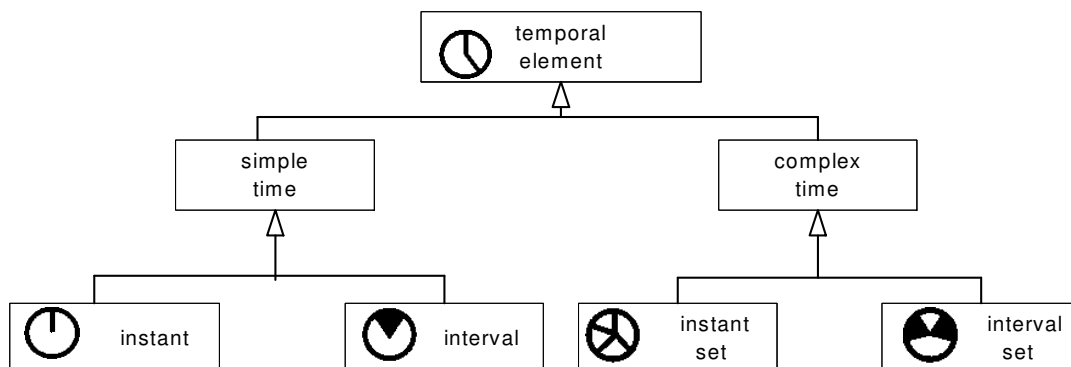 temporal
element
simple
time
complex
time
instant
interval
instant
set
interval
set